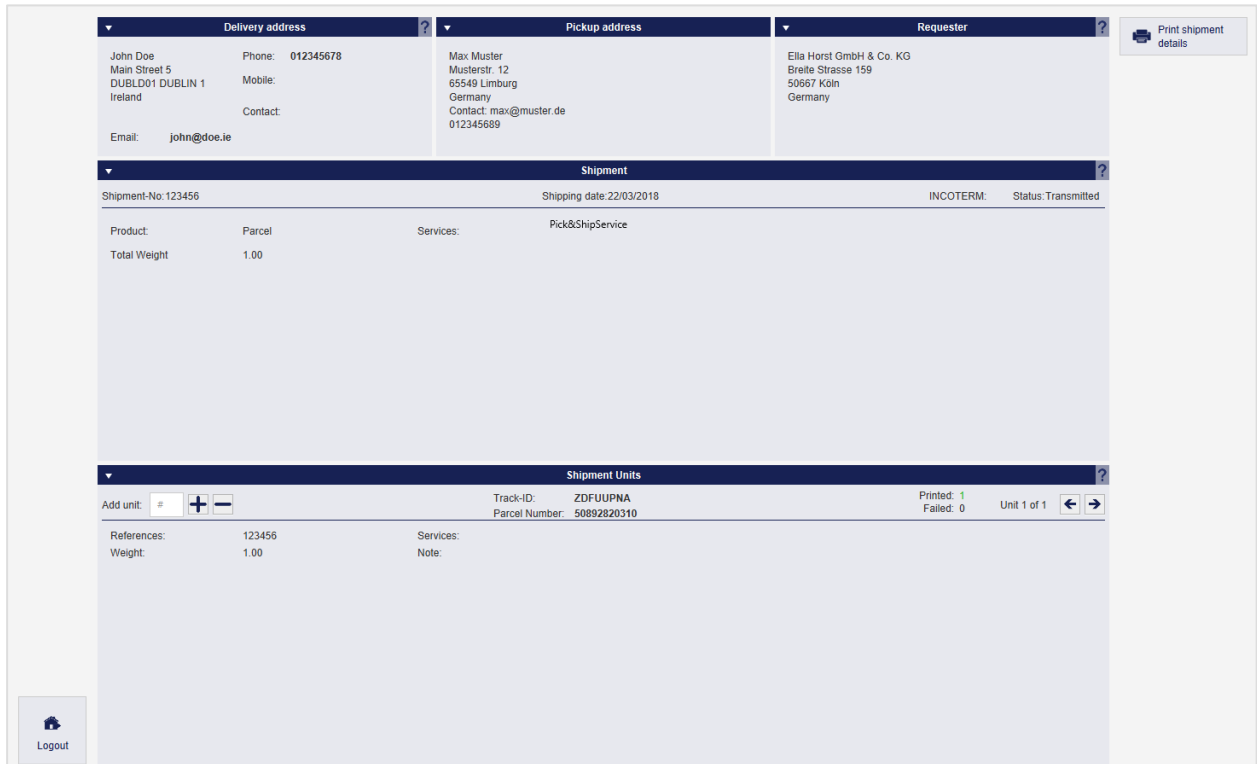 Delivery address ?
John Doe
Main Street 5
DUBLD01 DUBLIN 1
Ireland
Phone: 012345678
Mobile:
Contact:
Email: john@doe.ie
Pickup address
Max Muster
Musterstr. 12
65549 Limburg
Germany
Contact: max@muster.de
012345689
Requester ?
Ella Horst GmbH & Co. KG
Breite Strasse 159
50667 Köln
Germany
Print shipment
details
Shipment ?
Shipment-No:123456 Shipping date:22/03/2018 INCOTERM: Status:Transmitted
Product: Parcel Services: Pick&ShipService
Total Weight 1.00
Shipment Units ?
Add unit: # Track-ID: ZDFUUPNA Printed: 1 Unit 1 of 1
Parcel Number: 50892820310 Failed: 0
References: 123456 Services:
Weight: 1.00 Note:
Logout